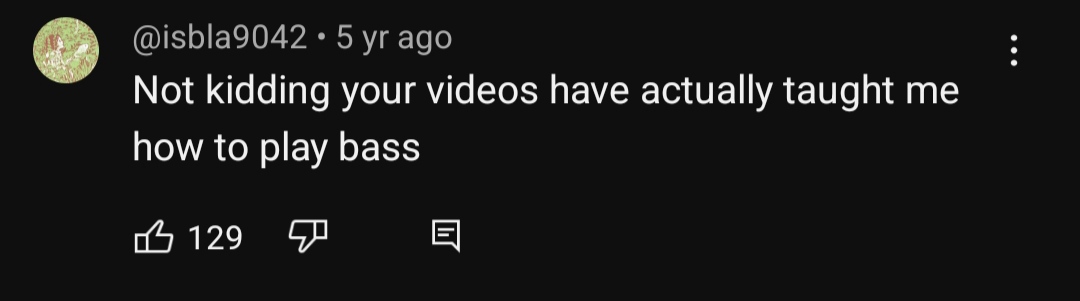 @isbla9042 • 5 yr ago
Not kidding your videos have actually taught me
how to play bass
129